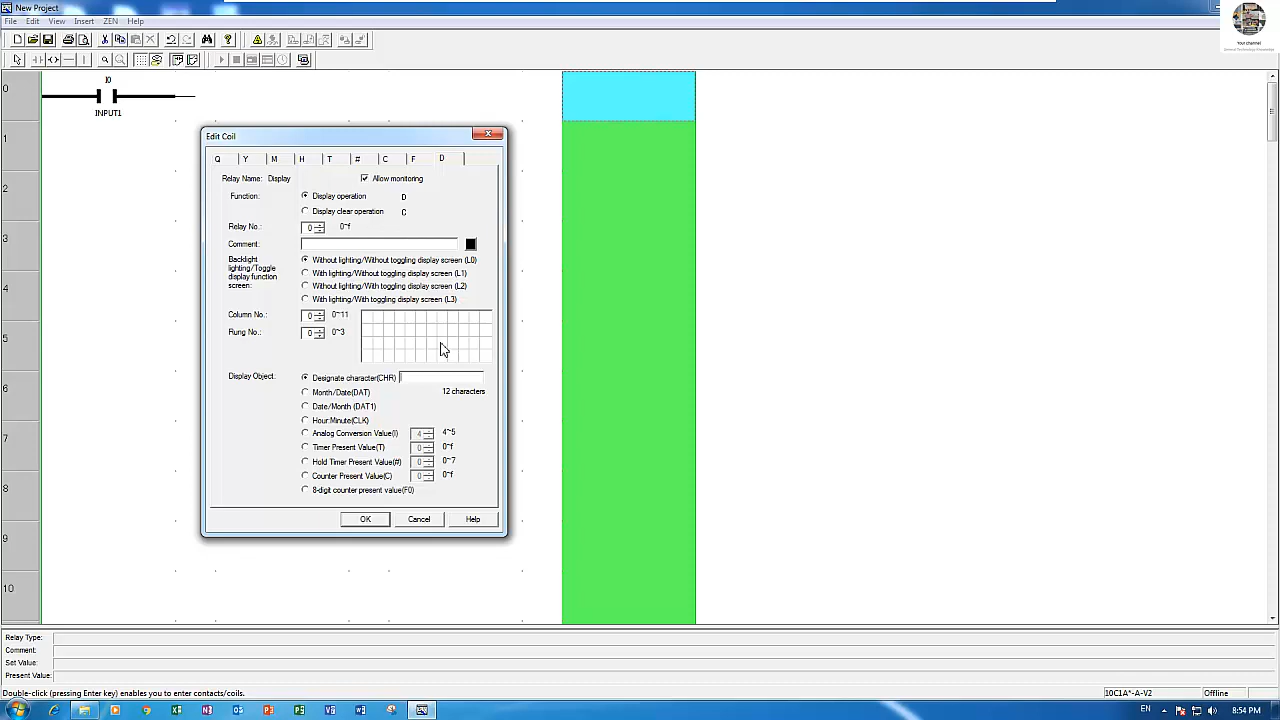 New Project
File Edit View Insert ZEN Help
Your channel
General Technology Knowledge
0
I0
INPUT1
1
2
3
4
5
6
7
8
9
10
Edit Coil
Q Y M H T # C F D
Relay Name: Display Allow monitoring
Function: Display operation D
Display clear operation C
Relay No.: 0 0~f
Comment:
Backlight lighting/Toggle display function screen:
Without lighting/Without toggling display screen (L0)
With lighting/Without toggling display screen (L1)
Without lighting/With toggling display screen (L2)
With lighting/With toggling display screen (L3)
Column No.: 0 0~11
Rung No.: 0 0~3
Display Object: Designate character(CHR)
12 characters
Month/Date(DAT)
Date/Month (DAT1)
Hour:Minute(CLK)
Analog Conversion Value(I) 4 4~5
Timer Present Value(T) 0 0~f
Hold Timer Present Value(#) 0 0~7
Counter Present Value(C) 0 0~f
8-digit counter present value(F0)
OK Cancel Help
Relay Type:
Comment:
Set Value:
Present Value:
Double-click (pressing Enter key) enables you to enter contacts/coils. 10C1A*-A-V2 Offline
EN 8:54 PM